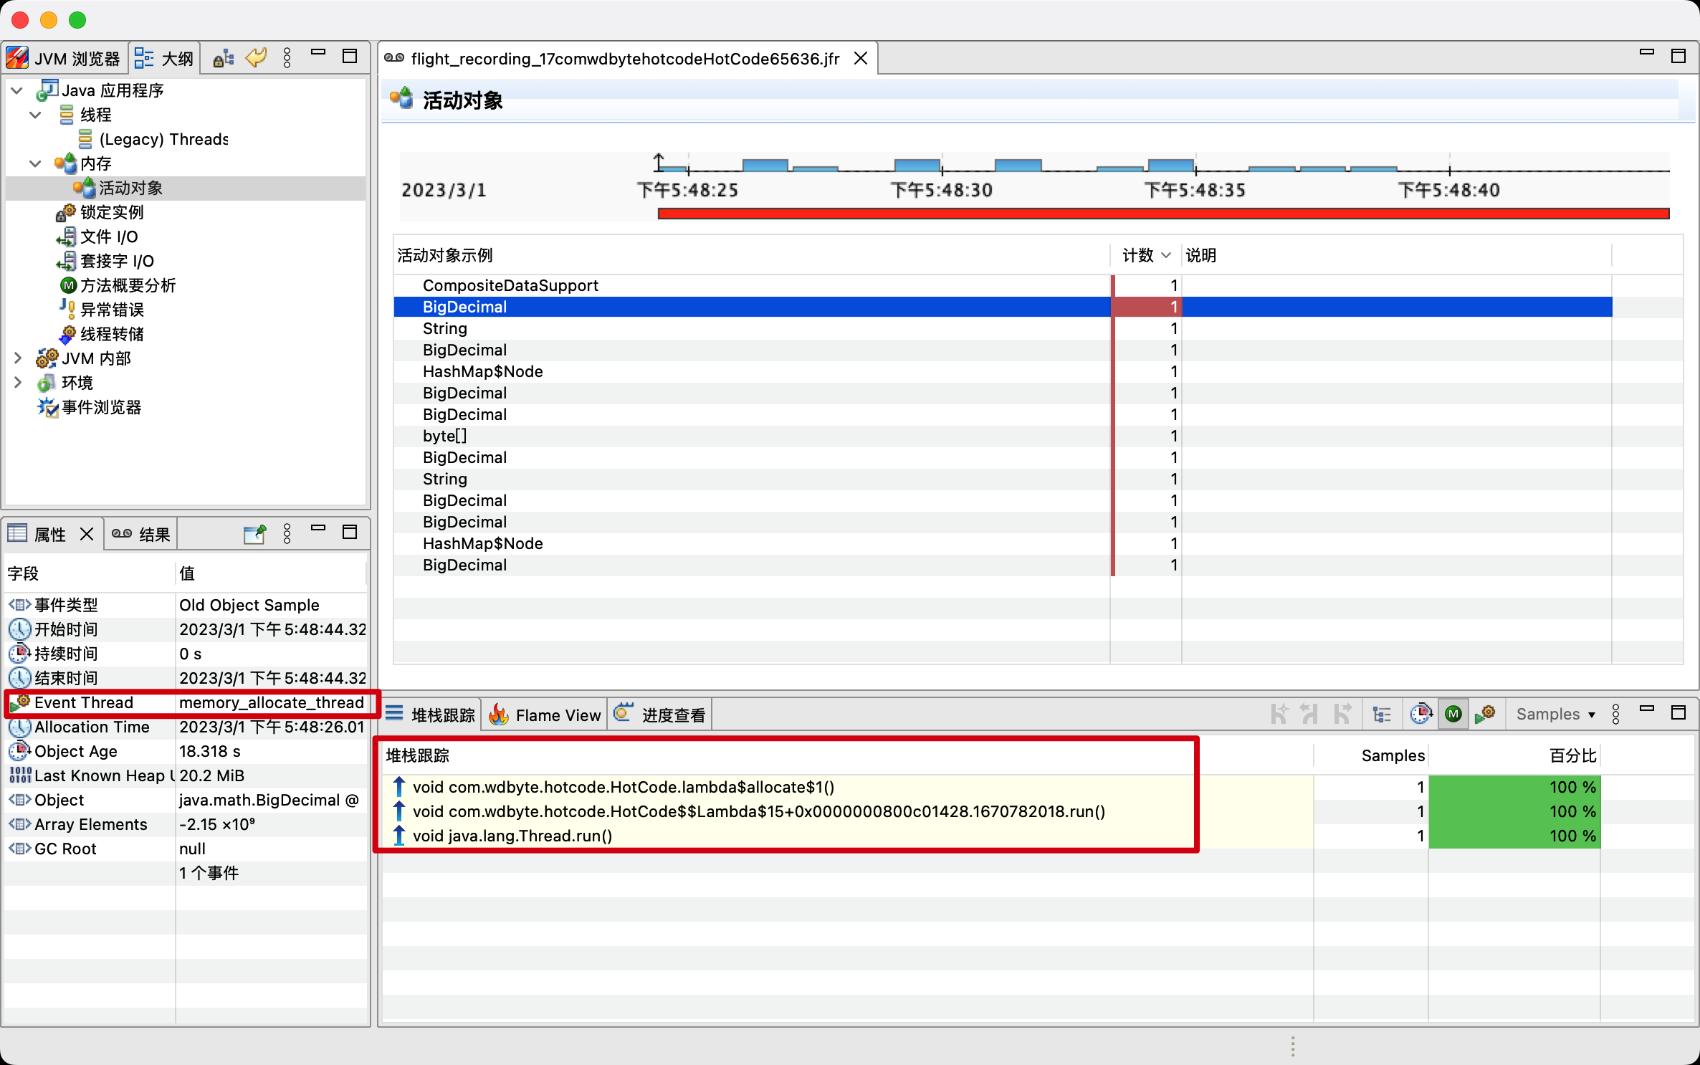 JVM 浏览器
大纲
Java 应用程序
线程
(Legacy) Threads
内存
活动对象
锁定实例
文件 I/O
套接字 I/O
方法概要分析
异常错误
线程转储
JVM 内部
环境
事件浏览器
属性
结果
字段 值
事件类型 Old Object Sample
开始时间 2023/3/1 下午5:48:44.32
持续时间 0 s
结束时间 2023/3/1 下午5:48:44.32
Event Thread memory_allocate_thread
Allocation Time 2023/3/1 下午5:48:26.01
Object Age 18.318 s
Last Known Heap U 20.2 MiB
Object java.math.BigDecimal @
Array Elements -2.15 ×10⁹
GC Root null
1 个事件
flight_recording_17comwdbytehotcodeHotCode65636.jfr
活动对象
2023/3/1 下午5:48:25 下午5:48:30 下午5:48:35 下午5:48:40
活动对象示例 计数 说明
CompositeDataSupport 1
BigDecimal 1
String 1
BigDecimal 1
HashMap$Node 1
BigDecimal 1
BigDecimal 1
byte[] 1
BigDecimal 1
String 1
BigDecimal 1
BigDecimal 1
HashMap$Node 1
BigDecimal 1
堆栈跟踪 Flame View 进度查看 Samples
堆栈跟踪 Samples 百分比
void com.wdbyte.hotcode.HotCode.lambda$allocate$1() 1 100 %
void com.wdbyte.hotcode.HotCode$$Lambda$15+0x0000000800c01428.1670782018.run() 1 100 %
void java.lang.Thread.run() 1 100 %